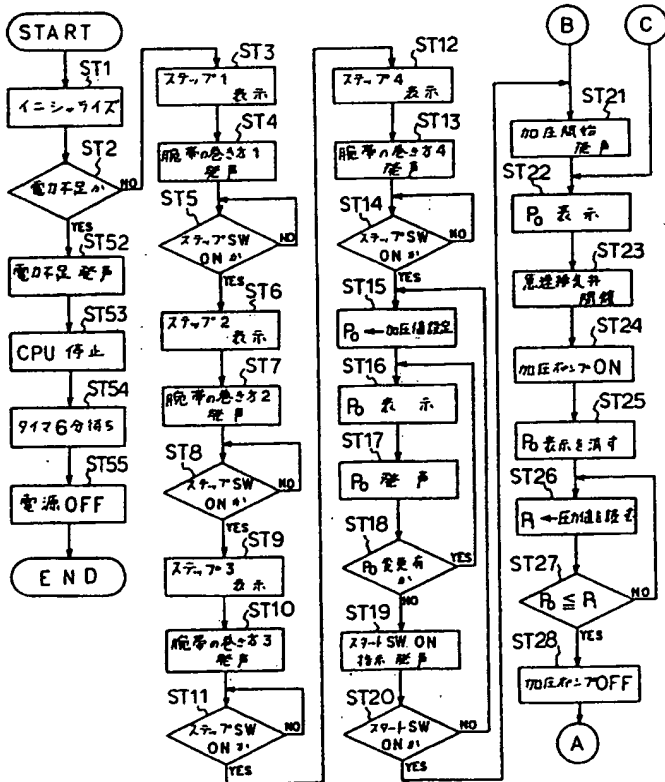 START
ST1
イニシャライズ
ST2
電力不足か
NO
YES
ST52
電力不足発声
ST53
CPU 停止
ST54
タイマ6分待ち
ST55
電源OFF
END
ST3
ステップ1
表示
ST4
腕帯の巻き方1
発声
ST5
ステップSW
ONか
NO
YES
ST6
ステップ2
表示
ST7
腕帯の巻き方2
発声
ST8
ステップSW
ONか
NO
YES
ST9
ステップ3
表示
ST10
腕帯の巻き方3
発声
ST11
ステップSW
ONか
NO
YES
ST12
ステップ4
表示
ST13
腕帯の巻き方4
発声
ST14
ステップSW
ONか
NO
YES
ST15
P0←加圧値設定
ST16
P0 表示
ST17
P0 発声
ST18
P0変更有
か
YES
NO
ST19
スタートSW ON
指示 発声
ST20
スタートSW
ONか
NO
YES
B
C
ST21
加圧開始
発声
ST22
P0 表示
ST23
急速排気弁
閉鎖
ST24
加圧ポンプON
ST25
P0表示を消す
ST26
P1←圧力値を読む
ST27
P0≦P1
NO
YES
ST28
加圧ポンプOFF
A